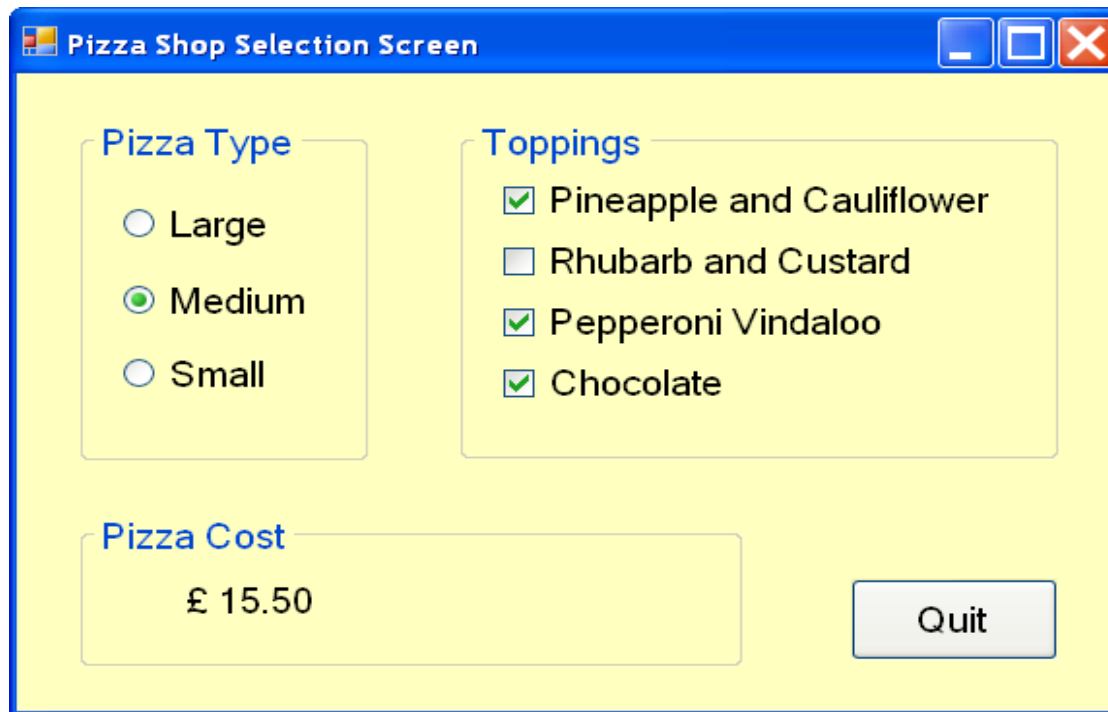 Pizza Shop Selection Screen
Pizza Type
Large
Medium
Small
Toppings
Pineapple and Cauliflower
Rhubarb and Custard
Pepperoni Vindaloo
Chocolate
Pizza Cost
£ 15.50
Quit